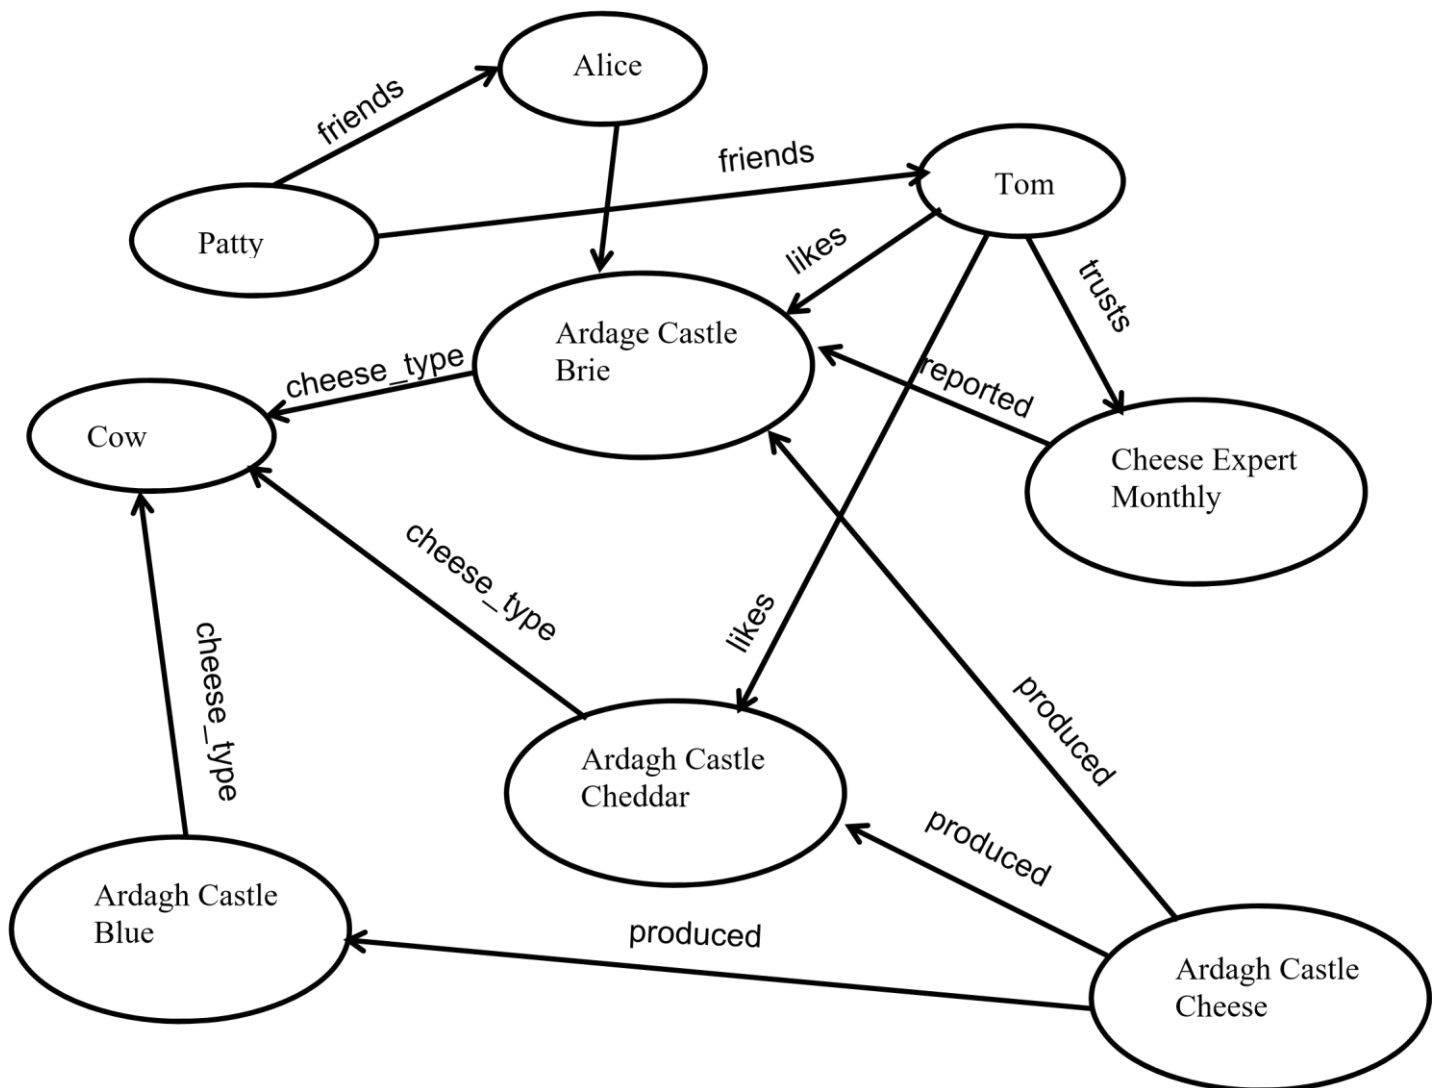 Alice
friends
friends
Tom
Patty
likes
trusts
Ardage Castle
Brie
cheese_type
reported
Cow
Cheese Expert
Monthly
cheese_type
likes
cheese_type
produced
Ardagh Castle
Cheddar
produced
Ardagh Castle
Blue
produced
Ardagh Castle
Cheese